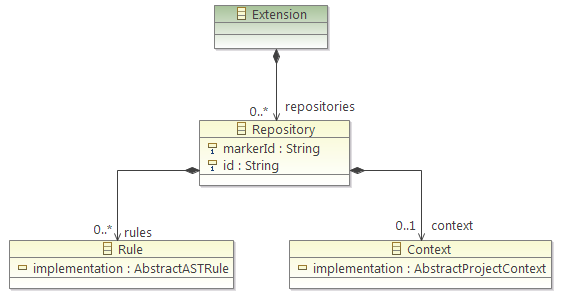 Extension
0..* repositories
Repository
markerId : String
id : String
0..* rules
0..1 context
Rule
implementation : AbstractASTRule
Context
implementation : AbstractProjectContext